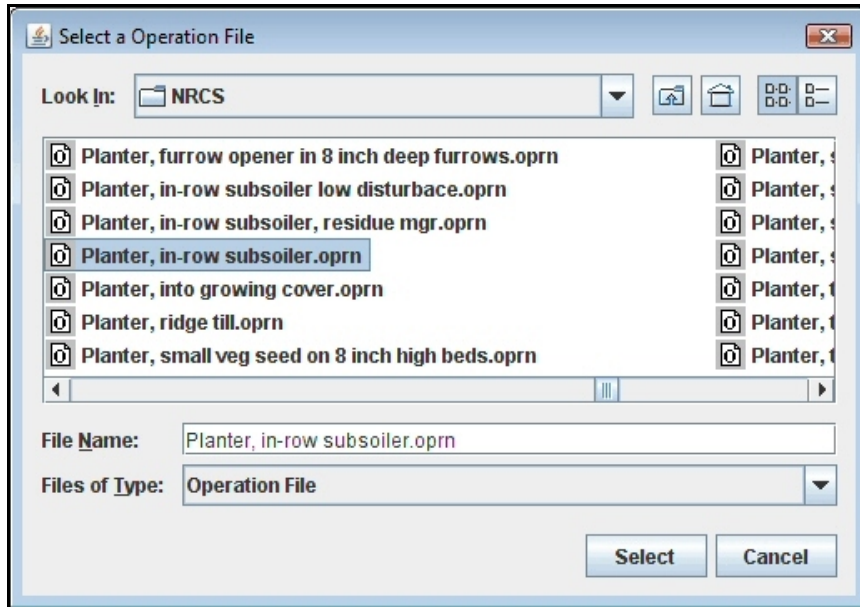 Select a Operation File
Look In: NRCS
Planter, furrow opener in 8 inch deep furrows.oprn
Planter, in-row subsoiler low disturbace.oprn
Planter, in-row subsoiler, residue mgr.oprn
Planter, in-row subsoiler.oprn
Planter, into growing cover.oprn
Planter, ridge till.oprn
Planter, small veg seed on 8 inch high beds.oprn
Planter, s
Planter, s
Planter, s
Planter, s
Planter, t
Planter, t
Planter, t
File Name: Planter, in-row subsoiler.oprn
Files of Type: Operation File
Select Cancel